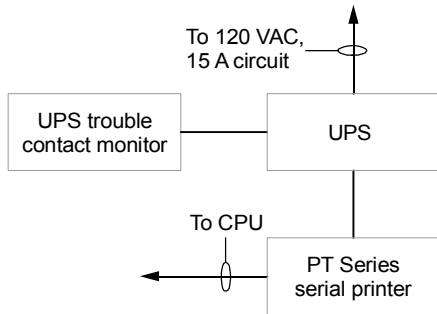 To 120 VAC,
15 A circuit
UPS trouble
contact monitor
UPS
To CPU
PT Series
serial printer